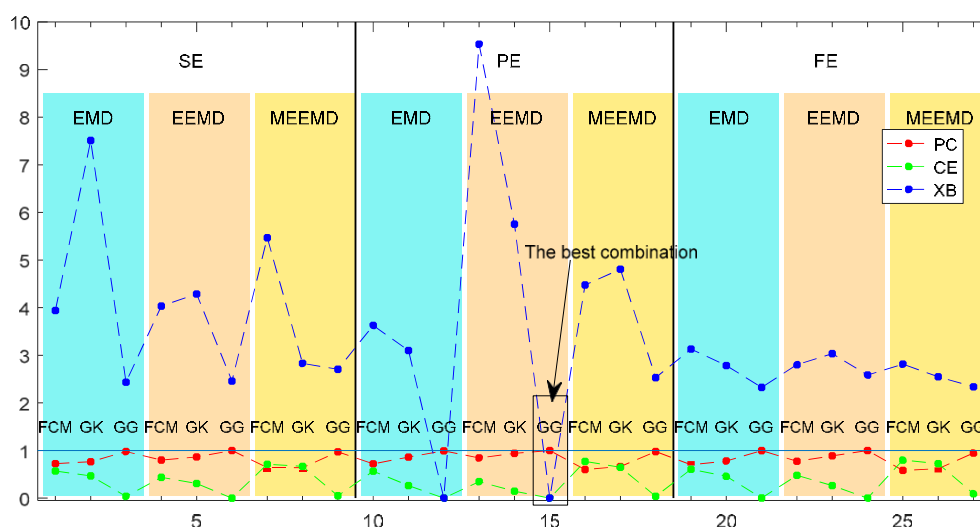 10
9
8
7
6
5
4
3
2
1
0
SE PE FE
EMD EEMD MEEMD EMD EEMD MEEMD EMD EEMD MEEMD
PC
CE
XB
The best combination
FCM GK GG FCM GK GG FCM GK GG FCM GK GG FCM GK GG FCM GK GG FCM GK GG FCM GK GG FCM GK GG
5 10 15 20 25